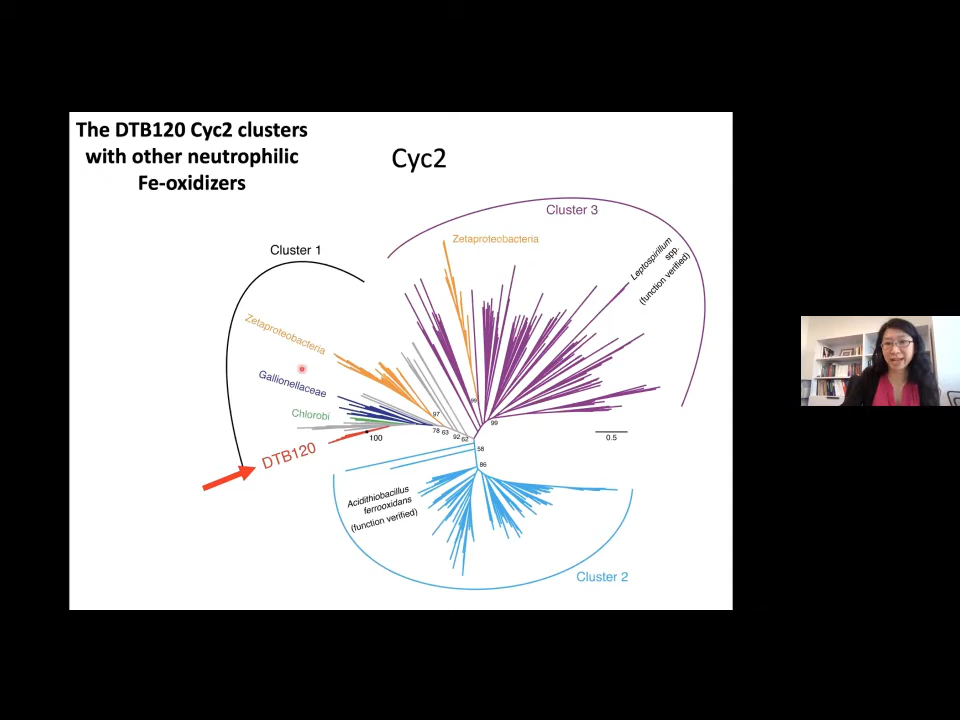 The DTB120 Cyc2 clusters
with other neutrophilic
Fe-oxidizers
Cyc2
Cluster 3
Zetaproteobacteria
Leptospirillum
spp.
(function verified)
Cluster 1
Zetaproteobacteria
Gallionellaceae
Chlorobi
DTB120
100
97
78
63
92
62
99
99
58
86
0.5
Acidithiobacillus
ferrooxidans
(function verified)
Cluster 2